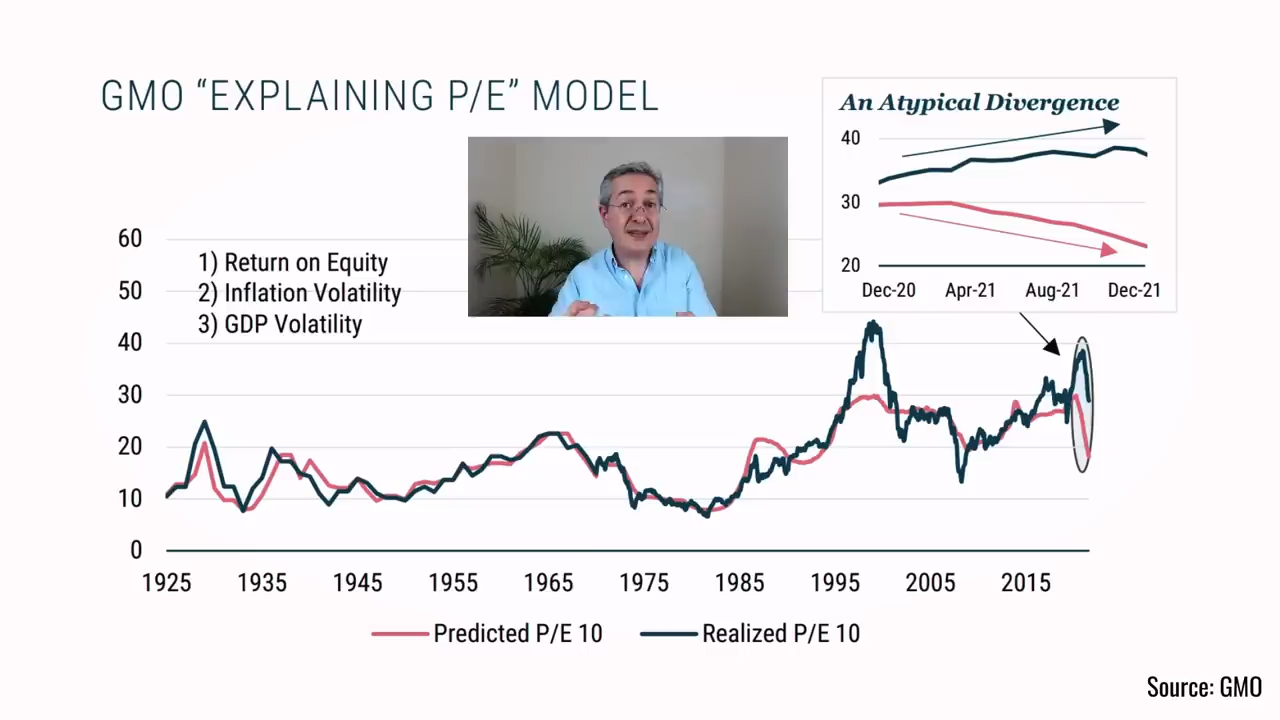 GMO “EXPLAINING P/E” MODEL
An Atypical Divergence
40
30
20
Dec-20 Apr-21 Aug-21 Dec-21
60
50
40
30
20
10
0
1) Return on Equity
2) Inflation Volatility
3) GDP Volatility
1925 1935 1945 1955 1965 1975 1985 1995 2005 2015
Predicted P/E 10 Realized P/E 10
Source: GMO